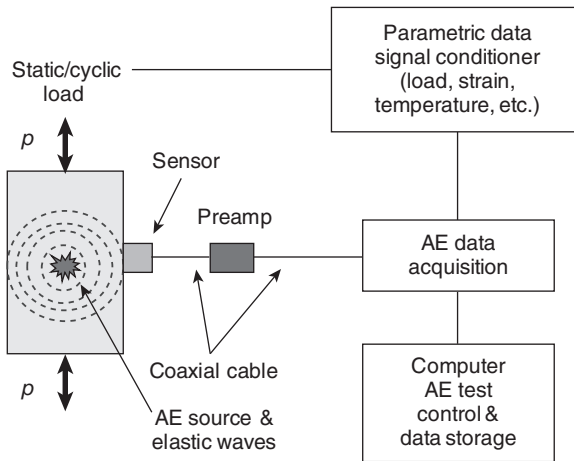 Static/cyclic
load
p
Parametric data
signal conditioner
(load, strain,
temperature, etc.)
Sensor
Preamp
AE data
acquisition
Coaxial cable
p
AE source &
elastic waves
Computer
AE test
control &
data storage